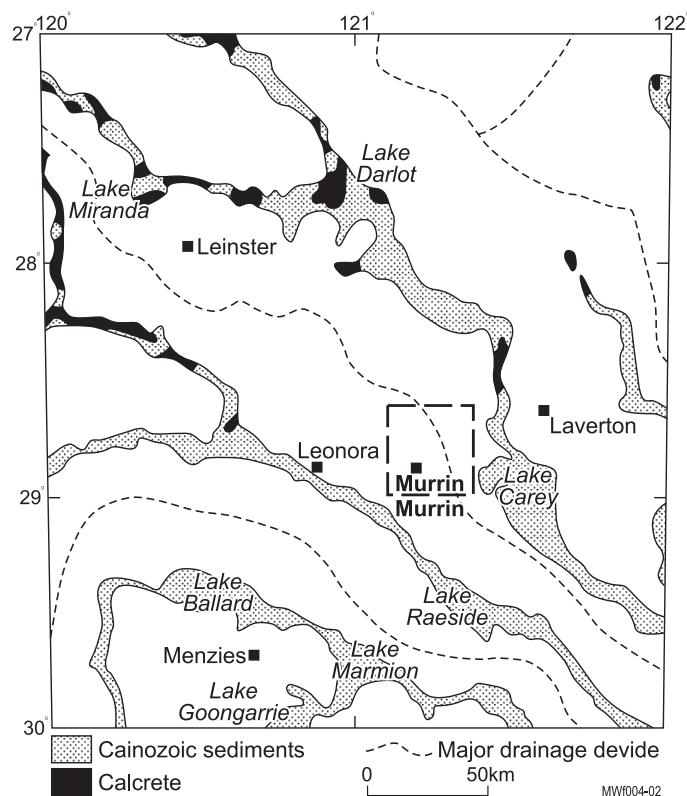 120°
121°
122°
27°
Lake
Darlot
Lake
Miranda
Leinster
28°
Laverton
Leonora
Murrin
Murrin
Lake
Carey
29°
Lake
Ballard
Lake
Raeside
Menzies
Lake
Marmion
Lake
Goongarrie
30°
Cainozoic sediments
Major drainage devide
Calcrete
0
50km
MWf004-02